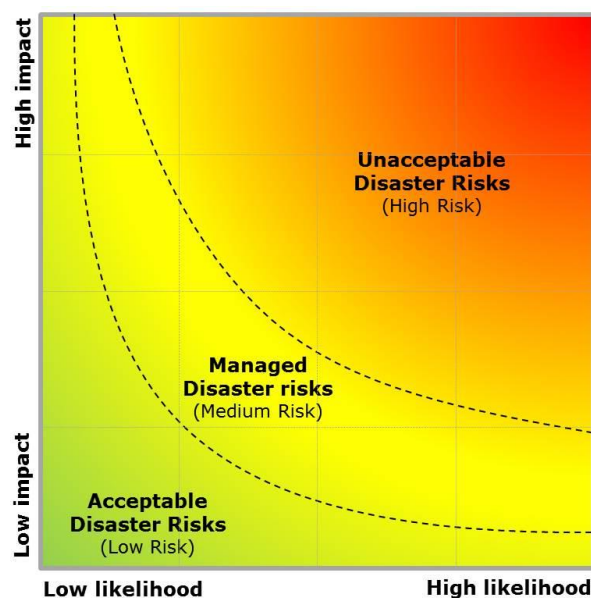 High impact
Unacceptable
Disaster Risks
(High Risk)
Managed
Disaster risks
(Medium Risk)
Low impact
Acceptable
Disaster Risks
(Low Risk)
Low likelihood
High likelihood